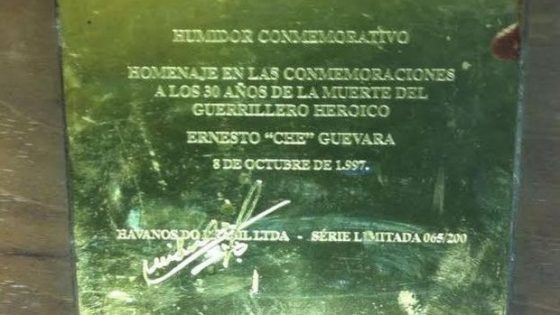 HUMIDOR CONMEMORATIVO
HOMENAJE EN LAS CONMEMORACIONES
A LOS 30 AÑOS DE LA MUERTE DEL
GUERRILLERO HEROICO
ERNESTO "CHE" GUEVARA
8 DE OCTUBRE DE 1.997.
HAVANOS DO LTDA - SÉRIE LIMITADA 065/200